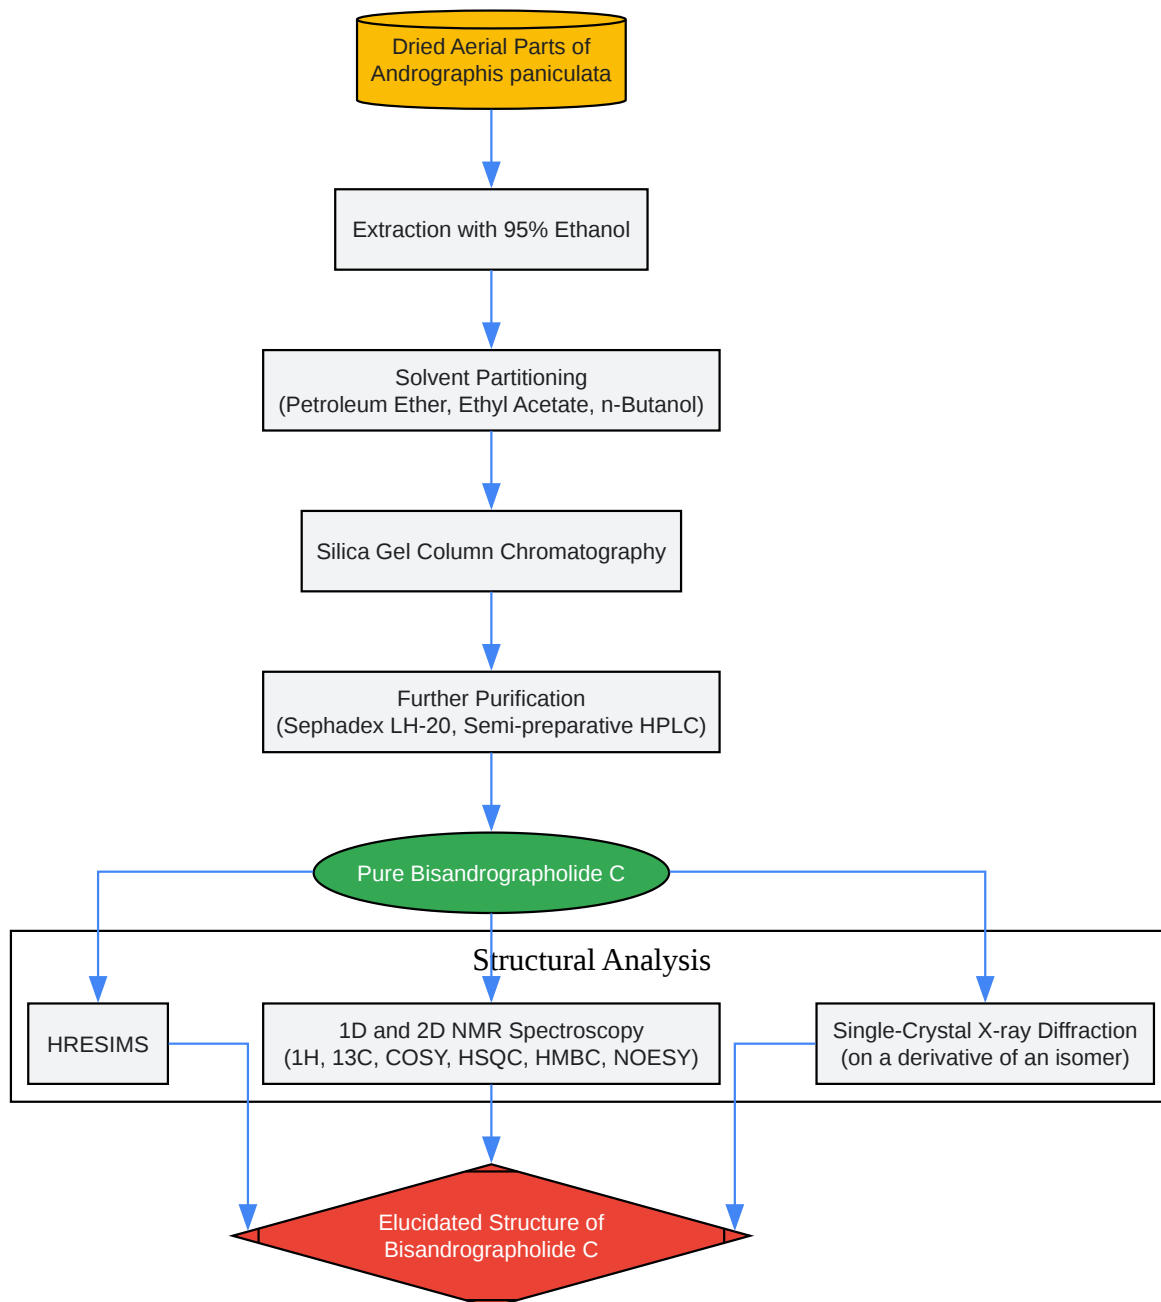 Dried Aerial Parts of
Andrographis paniculata
Extraction with 95% Ethanol
Solvent Partitioning
(Petroleum Ether, Ethyl Acetate, n-Butanol)
Silica Gel Column Chromatography
Further Purification
(Sephadex LH-20, Semi-preparative HPLC)
Pure Bisandrographolide C
Structural Analysis
HRESIMS
1D and 2D NMR Spectroscopy
(1H, 13C, COSY, HSQC, HMBC, NOESY)
Single-Crystal X-ray Diffraction
(on a derivative of an isomer)
Elucidated Structure of
Bisandrographolide C